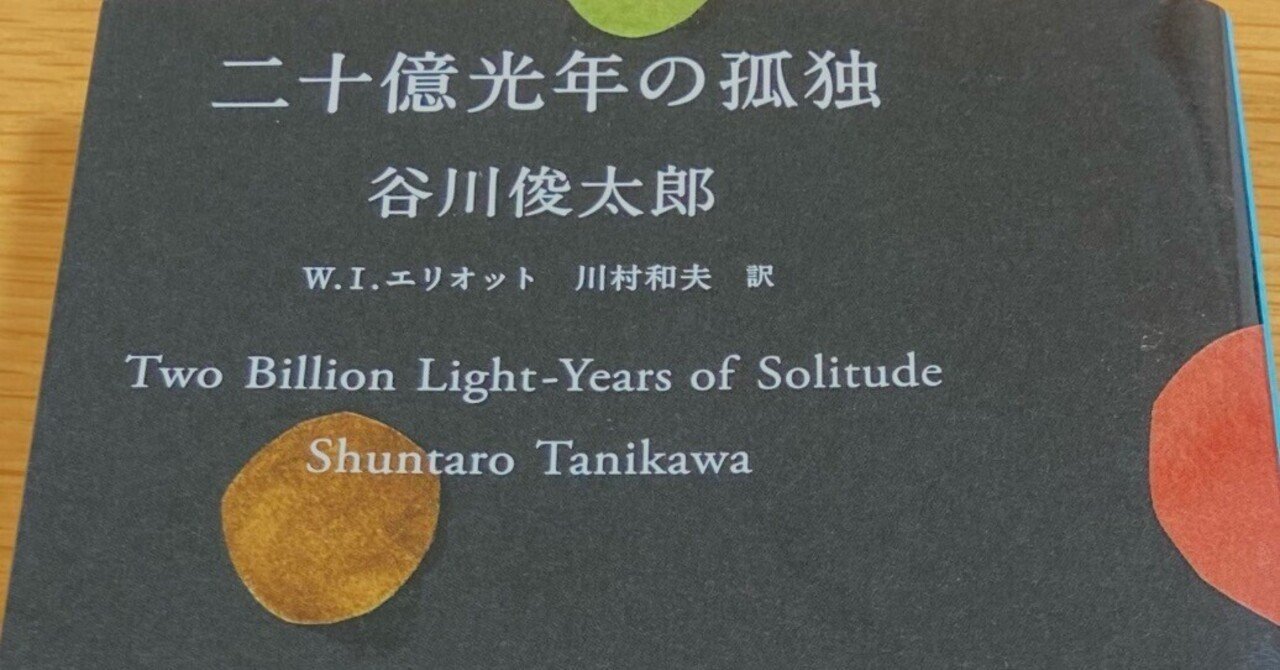 二十億光年の孤独
谷川俊太郎
W.I.エリオット 川村和夫 訳
Two Billion Light-Years of Solitude
Shuntaro Tanikawa